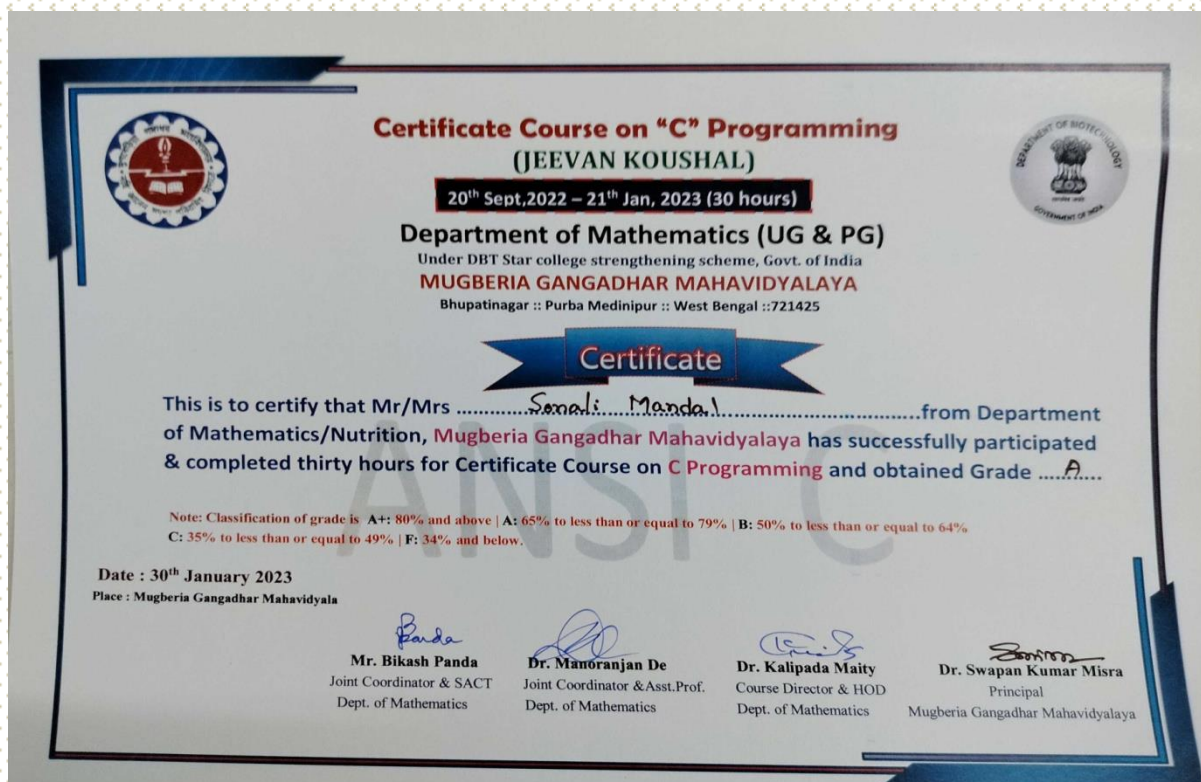 Certificate Course on “C” Programming
(JEEVAN KOUSHAL)
20th Sept,2022 – 21th Jan, 2023 (30 hours)
Department of Mathematics (UG & PG)
Under DBT Star college strengthening scheme, Govt. of India
MUGBERIA GANGADHAR MAHAVIDYALAYA
Bhupatinagar :: Purba Medinipur :: West Bengal ::721425
DEPARTMENT OF BIOTECHNOLOGY
GOVERNMENT OF INDIA
Certificate
This is to certify that Mr/Mrs ............Sonali Mandal............................from Department
of Mathematics/Nutrition, Mugberia Gangadhar Mahavidyalaya has successfully participated
& completed thirty hours for Certificate Course on C Programming and obtained Grade .....A....
ANSI C
Note: Classification of grade is A+: 80% and above | A: 65% to less than or equal to 79% | B: 50% to less than or equal to 64%
C: 35% to less than or equal to 49% | F: 34% and below.
Date : 30th January 2023
Place : Mugberia Gangadhar Mahavidyala
Mr. Bikash Panda
Joint Coordinator & SACT
Dept. of Mathematics
Dr. Manoranjan De
Joint Coordinator &Asst.Prof.
Dept. of Mathematics
Dr. Kalipada Maity
Course Director & HOD
Dept. of Mathematics
Dr. Swapan Kumar Misra
Principal
Mugberia Gangadhar Mahavidyalaya